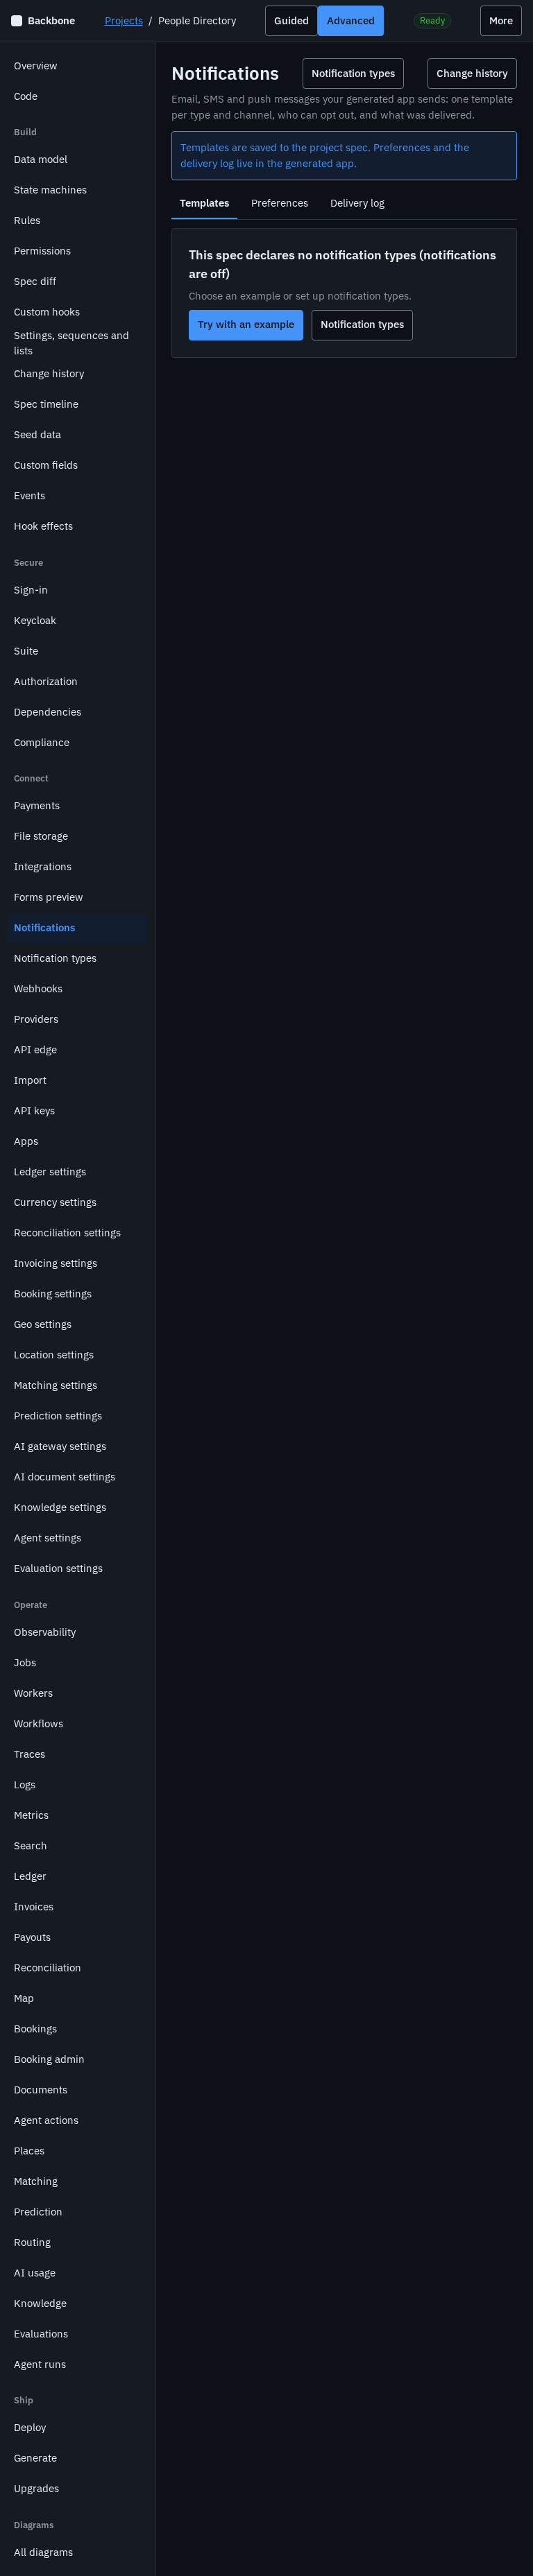 Backbone
Projects / People Directory
Guided
Advanced
Ready
More
Overview
Code
Build
Data model
State machines
Rules
Permissions
Spec diff
Custom hooks
Settings, sequences and
lists
Change history
Spec timeline
Seed data
Custom fields
Events
Hook effects
Secure
Sign-in
Keycloak
Suite
Authorization
Dependencies
Compliance
Connect
Payments
File storage
Integrations
Forms preview
Notifications
Notification types
Webhooks
Providers
API edge
Import
API keys
Apps
Ledger settings
Currency settings
Reconciliation settings
Invoicing settings
Booking settings
Geo settings
Location settings
Matching settings
Prediction settings
AI gateway settings
AI document settings
Knowledge settings
Agent settings
Evaluation settings
Operate
Observability
Jobs
Workers
Workflows
Traces
Logs
Metrics
Search
Ledger
Invoices
Payouts
Reconciliation
Map
Bookings
Booking admin
Documents
Agent actions
Places
Matching
Prediction
Routing
AI usage
Knowledge
Evaluations
Agent runs
Ship
Deploy
Generate
Upgrades
Diagrams
All diagrams
Notifications
Notification types
Change history
Email, SMS and push messages your generated app sends: one template
per type and channel, who can opt out, and what was delivered.
Templates are saved to the project spec. Preferences and the
delivery log live in the generated app.
Templates
Preferences
Delivery log
This spec declares no notification types (notifications
are off)
Choose an example or set up notification types.
Try with an example
Notification types